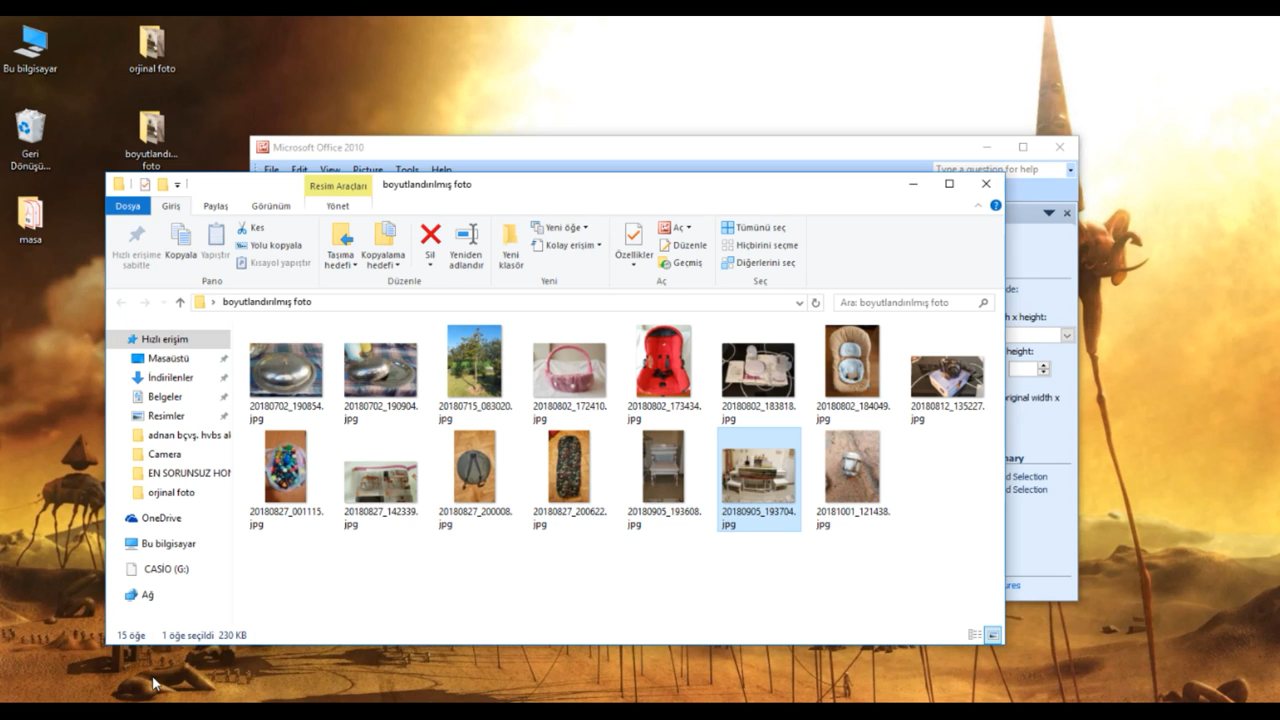 Bu bilgisayar
orjinal foto
Geri
Dönüşü...
boyutlandı...
foto
masa
Microsoft Office 2010
File Edit View Picture Tools Help
Type a question for help
Resim Araçları boyutlandırılmış foto
Dosya Giriş Paylaş Görünüm Yönet
Hızlı erişime
sabitle
Kopyala
Yapıştır
Kes
Yolu kopyala
Kısayol yapıştır
Pano
Taşıma
hedefi
Kopyalama
hedefi
Sil
Yeniden
adlandır
Düzenle
Yeni
klasör
Yeni öğe
Kolay erişim
Yeni
Özellikler
Aç
Düzenle
Geçmiş
Aç
Tümünü seç
Hiçbirini seçme
Diğerlerini seç
Seç
boyutlandırılmış foto
Ara: boyutlandırılmış foto
Hızlı erişim
Masaüstü
İndirilenler
Belgeler
Resimler
adnan bçvş. hvbs al
Camera
EN SORUNSUZ HON
orjinal foto
OneDrive
Bu bilgisayar
CASİO (G:)
Ağ
20180702_190854.
jpg
20180702_190904.
jpg
20180715_083020.
jpg
20180802_172410.
jpg
20180802_173434.
jpg
20180802_183818.
jpg
20180802_184049.
jpg
20180812_135227.
jpg
20180827_001115.
jpg
20180827_142339.
jpg
20180827_200008.
jpg
20180827_200622.
jpg
20180905_193608.
jpg
20180905_193704.
jpg
20181001_121438.
jpg
15 öğe 1 öğe seçildi 230 KB
de:
h x height:
height:
original width x
mary
d Selection
d Selection
ures